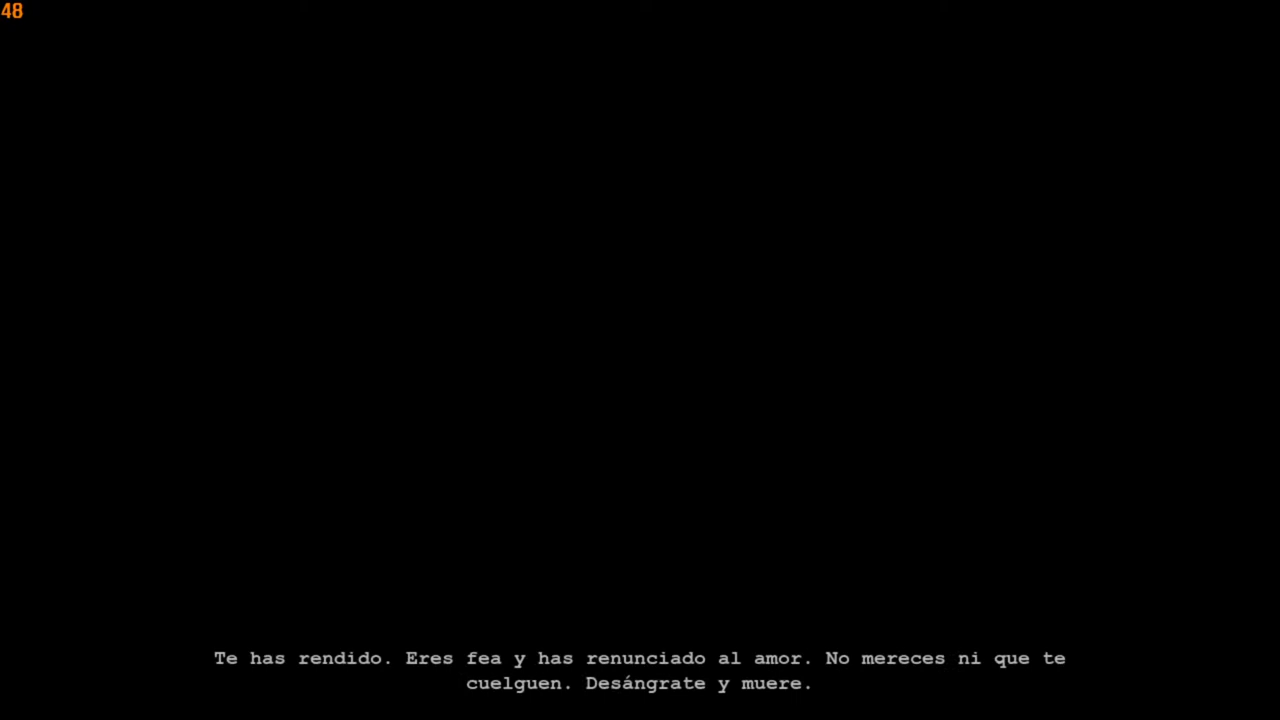 48
Te has rendido. Eres fea y has renunciado al amor. No mereces ni que te
cuelguen. Desángrate y muere.